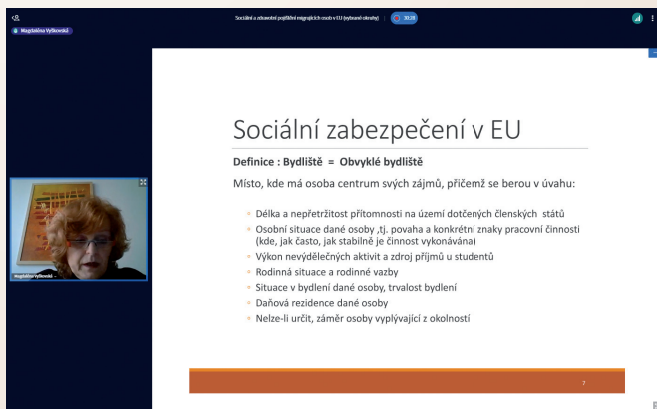 Sociální a zdravotní pojištění migrujících osob v EU (vybrané okruhy)
30:38
Magdaléna Vyškovská
Sociální zabezpečení v EU
Definice : Bydliště = Obvyklé bydliště
Místo, kde má osoba centrum svých zájmů, přičemž se berou v úvahu:
Délka a nepřetržitost přítomnosti na území dotčených členských států
Osobní situace dané osoby ,tj. povaha a konkrétní znaky pracovní činnosti
(kde, jak často, jak stabilně je činnost vykonávána)
Výkon nevýdělečných aktivit a zdroj příjmů u studentů
Rodinná situace a rodinné vazby
Situace v bydlení dané osoby, trvalost bydlení
Daňová rezidence dané osoby
Nelze-li určit, záměr osoby vyplývající z okolností
Magdaléna Vyškovská
7